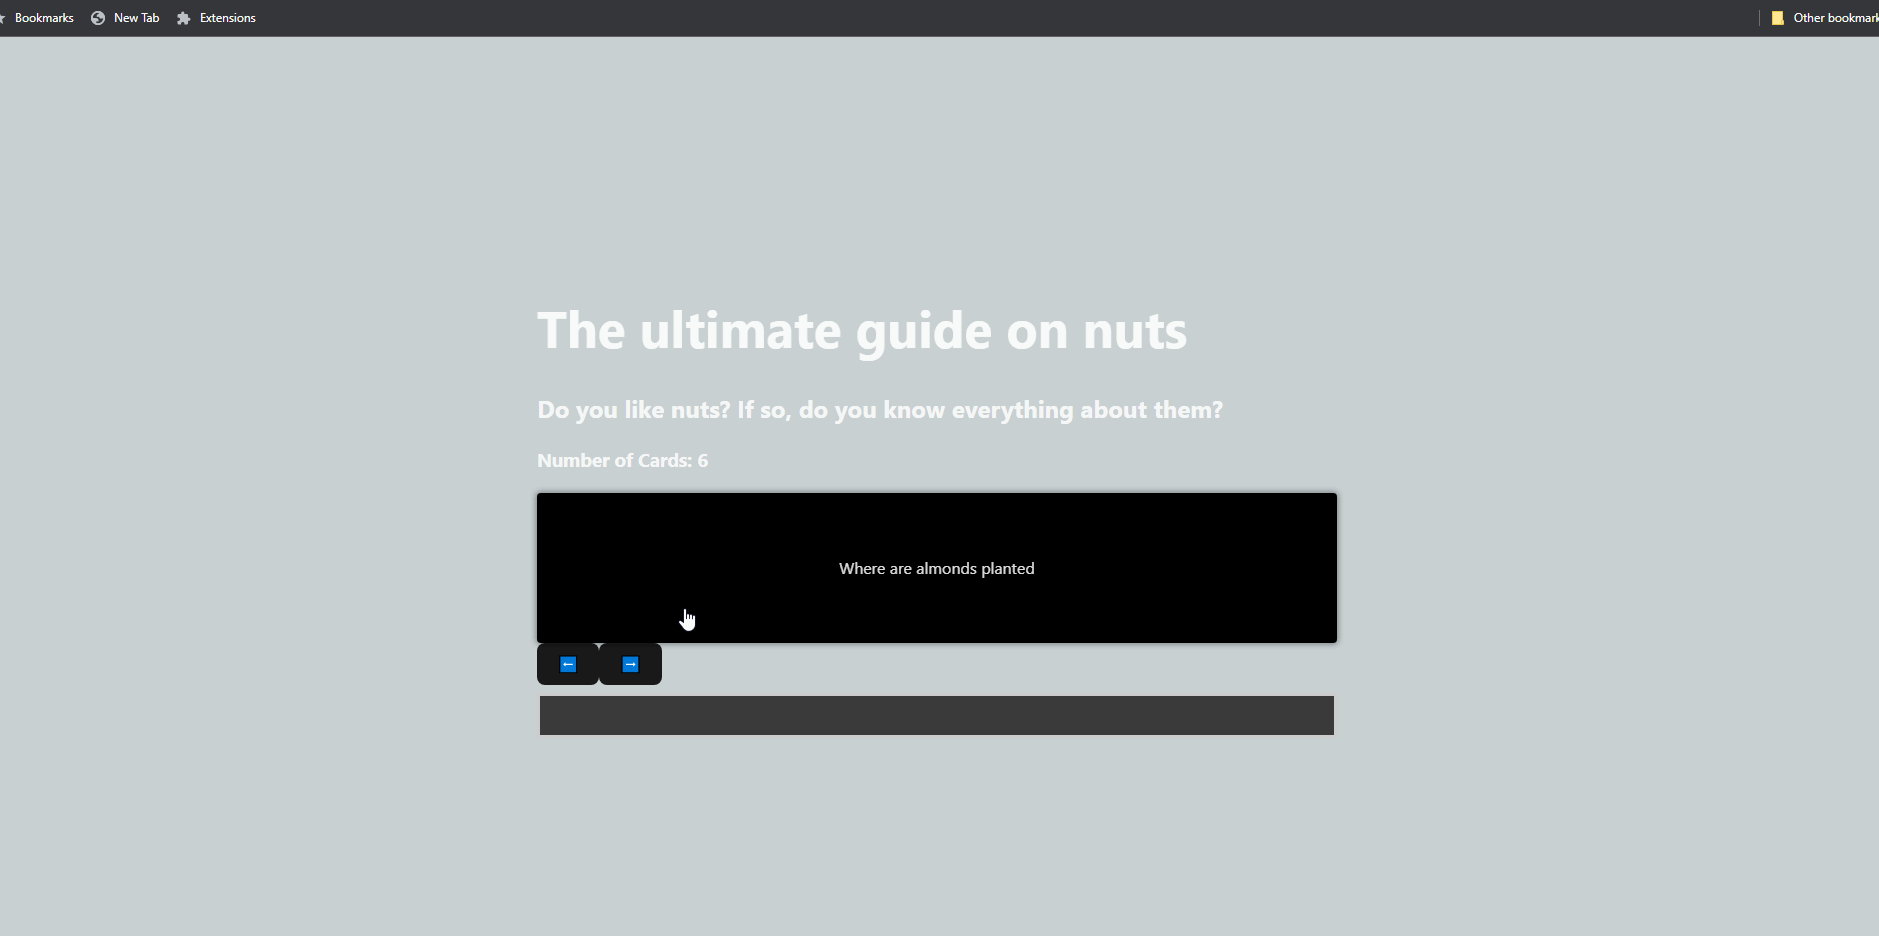 Bookmarks New Tab Extensions Other bookmark
The ultimate guide on nuts
Do you like nuts? If so, do you know everything about them?
Number of Cards: 6
Where are almonds planted
← →